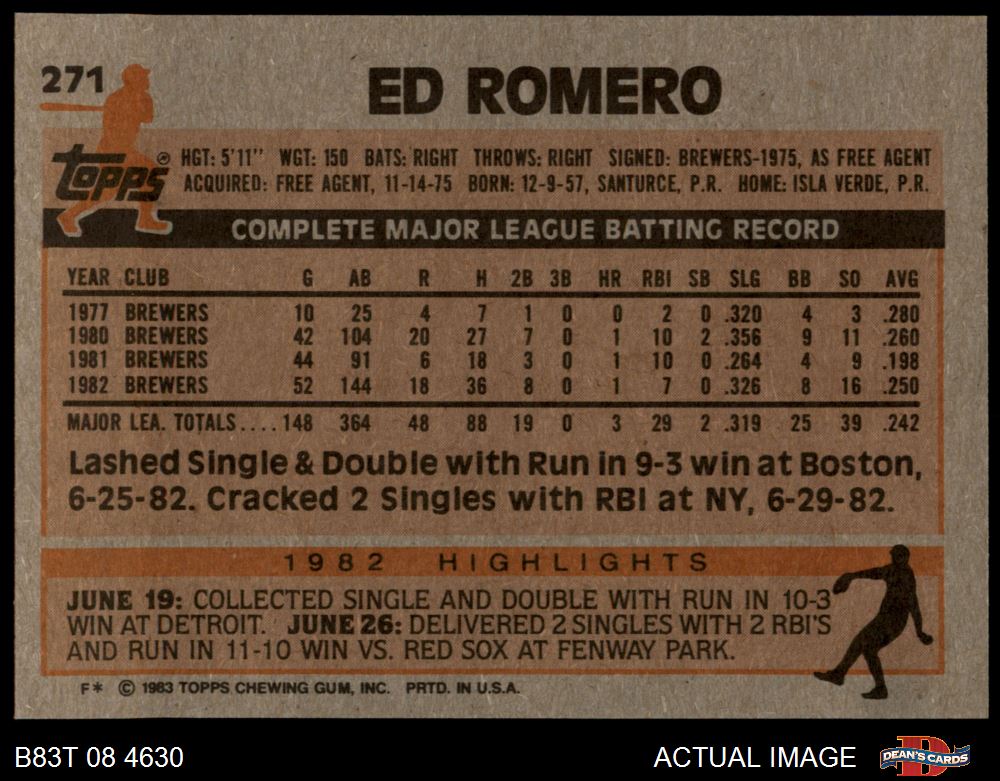 271
ED ROMERO
topps ®
HGT: 5'11" WGT: 150 BATS: RIGHT THROWS: RIGHT SIGNED: BREWERS-1975, AS FREE AGENT
ACQUIRED: FREE AGENT, 11-14-75 BORN: 12-9-57, SANTURCE, P.R. HOME: ISLA VERDE, P.R.
COMPLETE MAJOR LEAGUE BATTING RECORD
YEAR CLUB G AB R H 2B 3B HR RBI SB SLG BB SO AVG
1977 BREWERS 10 25 4 7 1 0 0 2 0 .320 4 3 .280
1980 BREWERS 42 104 20 27 7 0 1 10 2 .356 9 11 .260
1981 BREWERS 44 91 6 18 3 0 1 10 0 .264 4 9 .198
1982 BREWERS 52 144 18 36 8 0 1 7 0 .326 8 16 .250
MAJOR LEA. TOTALS.... 148 364 48 88 19 0 3 29 2 .319 25 39 .242
Lashed Single & Double with Run in 9-3 win at Boston,
6-25-82. Cracked 2 Singles with RBI at NY, 6-29-82.
1982 HIGHLIGHTS
JUNE 19: COLLECTED SINGLE AND DOUBLE WITH RUN IN 10-3
WIN AT DETROIT. JUNE 26: DELIVERED 2 SINGLES WITH 2 RBI'S
AND RUN IN 11-10 WIN VS. RED SOX AT FENWAY PARK.
F* © 1983 TOPPS CHEWING GUM, INC. PRTD. IN U.S.A.
B83T 08 4630 ACTUAL IMAGE DEAN'S CARDS